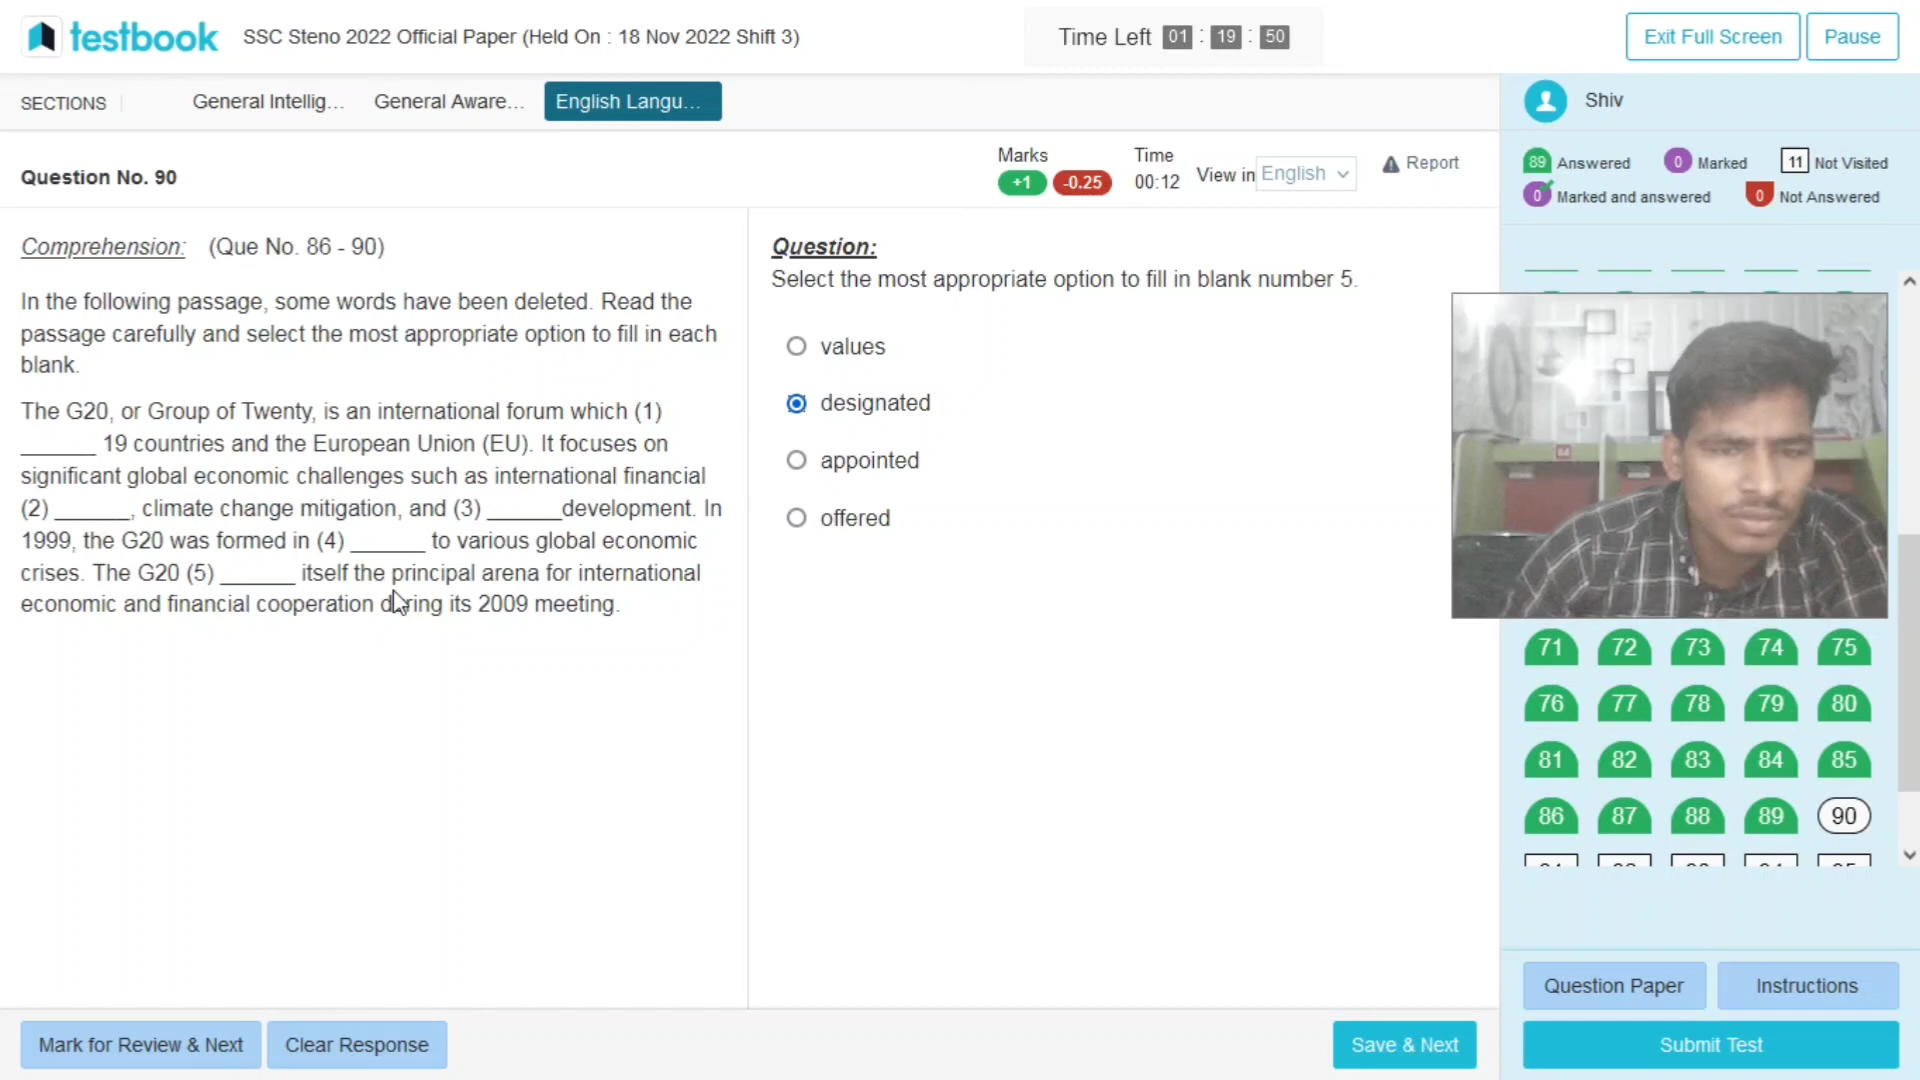 testbook
SSC Steno 2022 Official Paper (Held On : 18 Nov 2022 Shift 3)
Time Left 01 : 19 : 50
Exit Full Screen
Pause
SECTIONS
General Intellig...
General Aware...
English Langu...
Shiv
Question No. 90
Marks
+1
-0.25
Time
00:12
View in English
Report
89 Answered
0 Marked
11 Not Visited
0 Marked and answered
0 Not Answered
Comprehension: (Que No. 86 - 90)
In the following passage, some words have been deleted. Read the
passage carefully and select the most appropriate option to fill in each
blank.
The G20, or Group of Twenty, is an international forum which (1)
______ 19 countries and the European Union (EU). It focuses on
significant global economic challenges such as international financial
(2) ______, climate change mitigation, and (3) ______development. In
1999, the G20 was formed in (4) ______ to various global economic
crises. The G20 (5) ______ itself the principal arena for international
economic and financial cooperation during its 2009 meeting.
Question:
Select the most appropriate option to fill in blank number 5.
values
designated
appointed
offered
71 72 73 74 75
76 77 78 79 80
81 82 83 84 85
86 87 88 89 90
Question Paper
Instructions
Mark for Review & Next
Clear Response
Save & Next
Submit Test